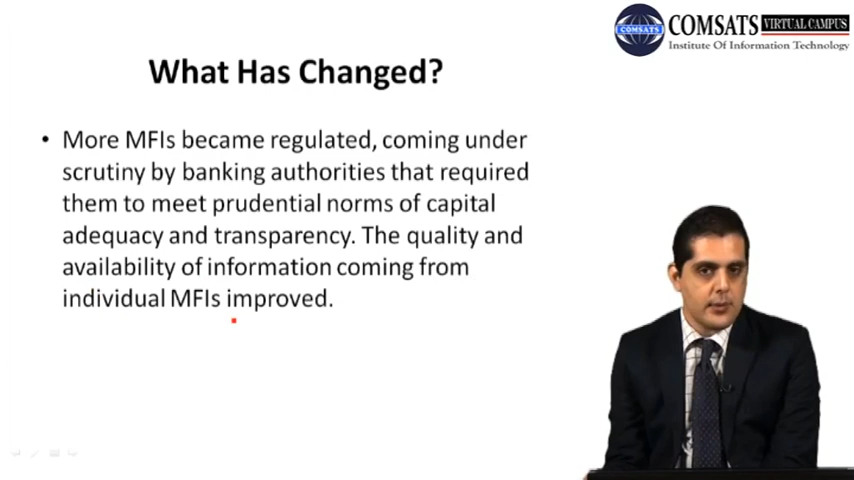 COMSATS VIRTUAL CAMPUS
Institute Of Information Technology
COMSATS
What Has Changed?
• More MFIs became regulated, coming under
scrutiny by banking authorities that required
them to meet prudential norms of capital
adequacy and transparency. The quality and
availability of information coming from
individual MFIs improved.